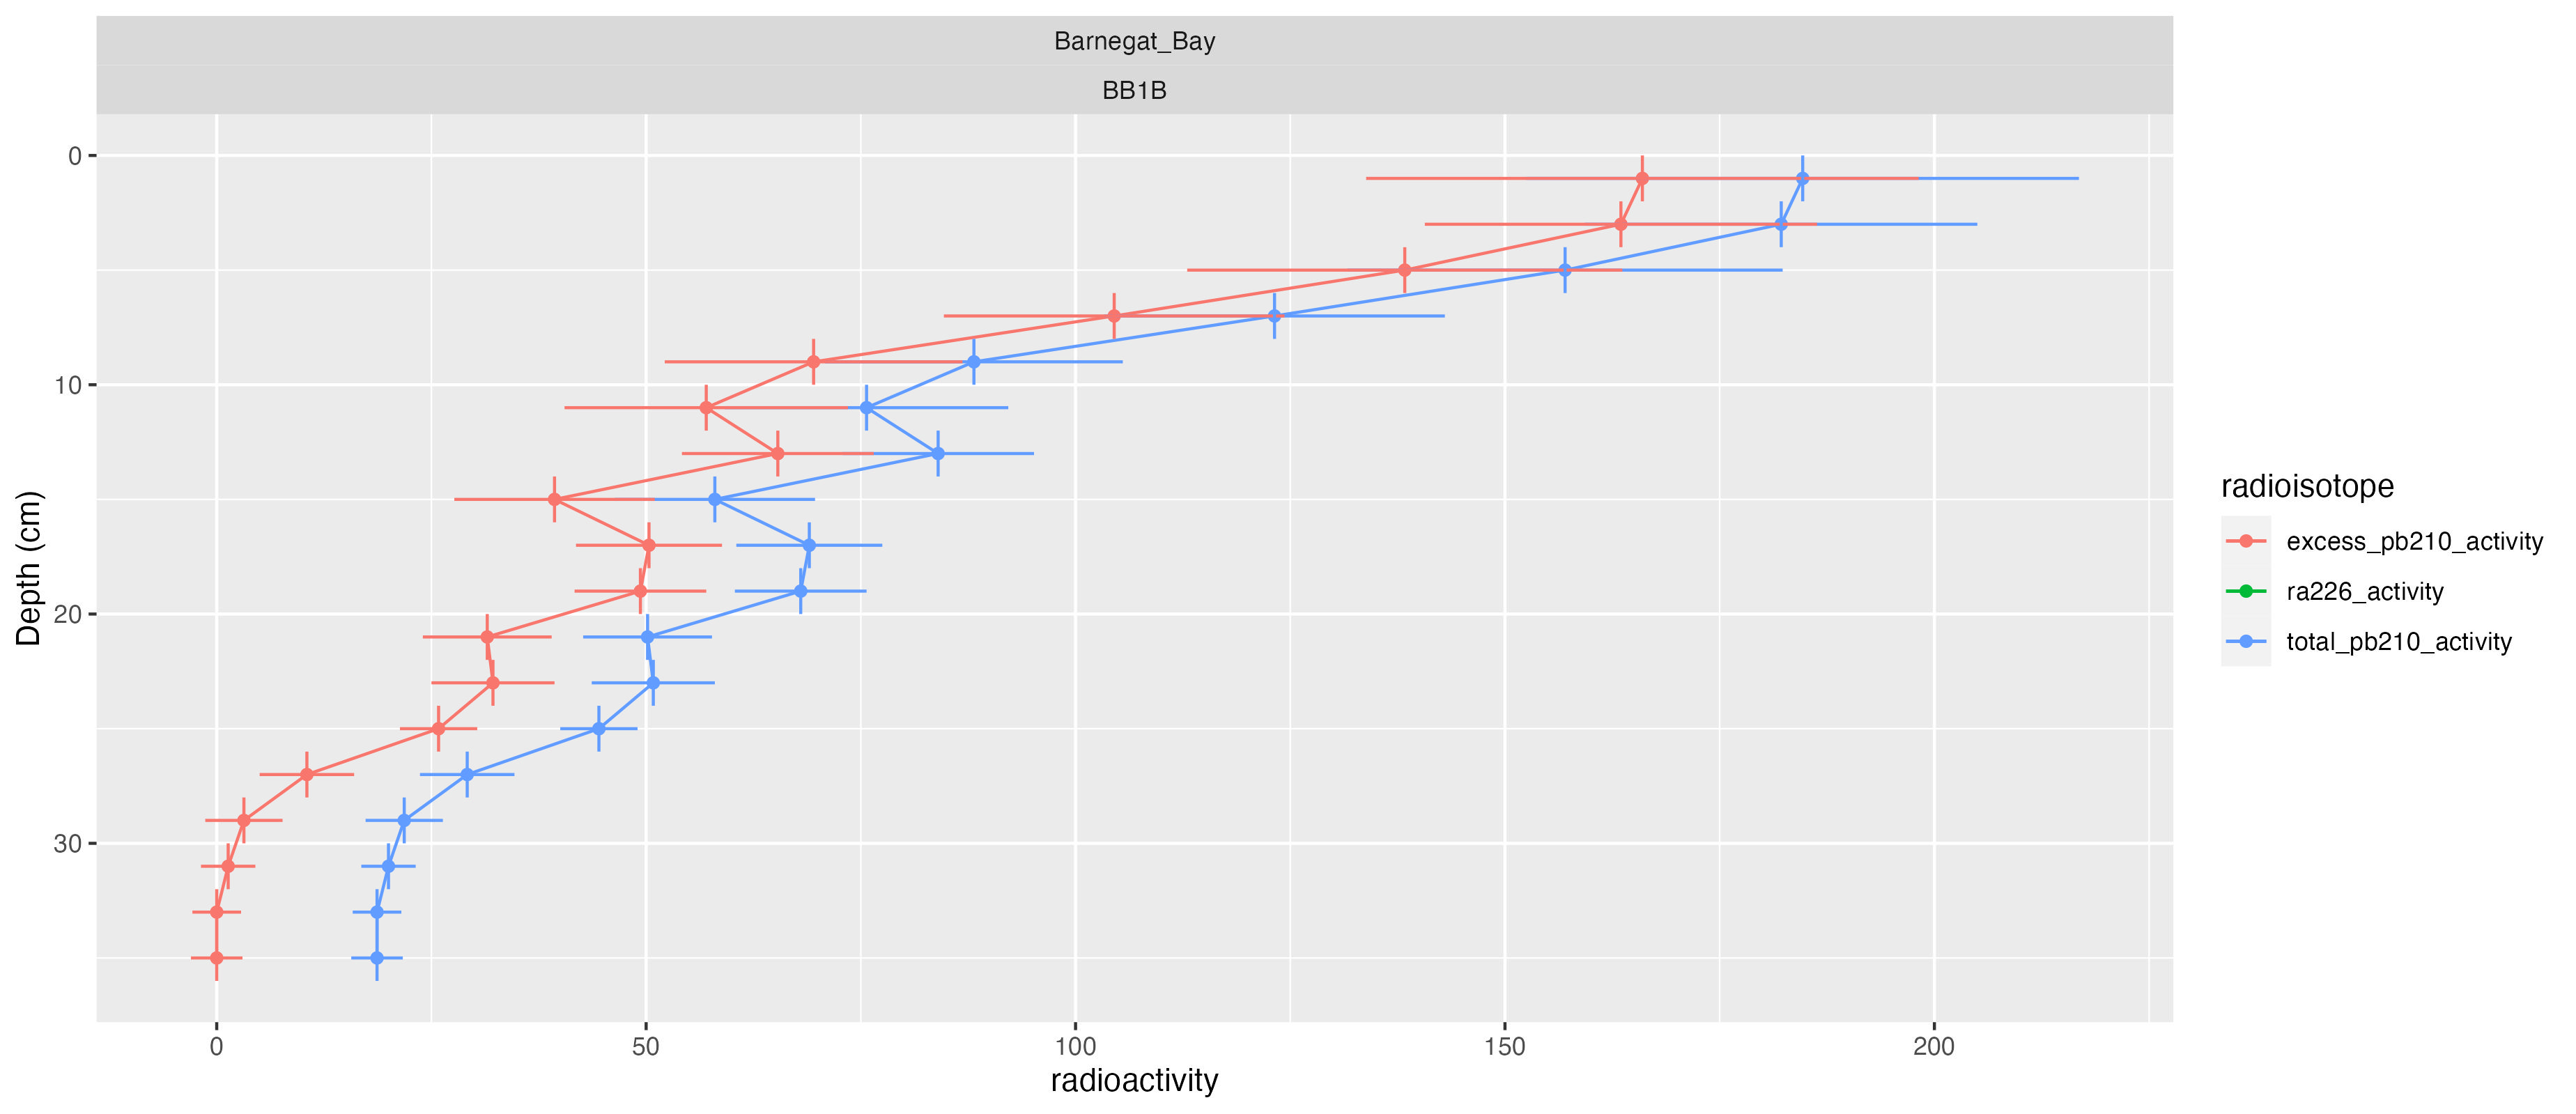 Barnegat_Bay
BB1B
0
10
20
30
Depth (cm)
0 50 100 150 200
radioactivity
radioisotope
excess_pb210_activity
ra226_activity
total_pb210_activity